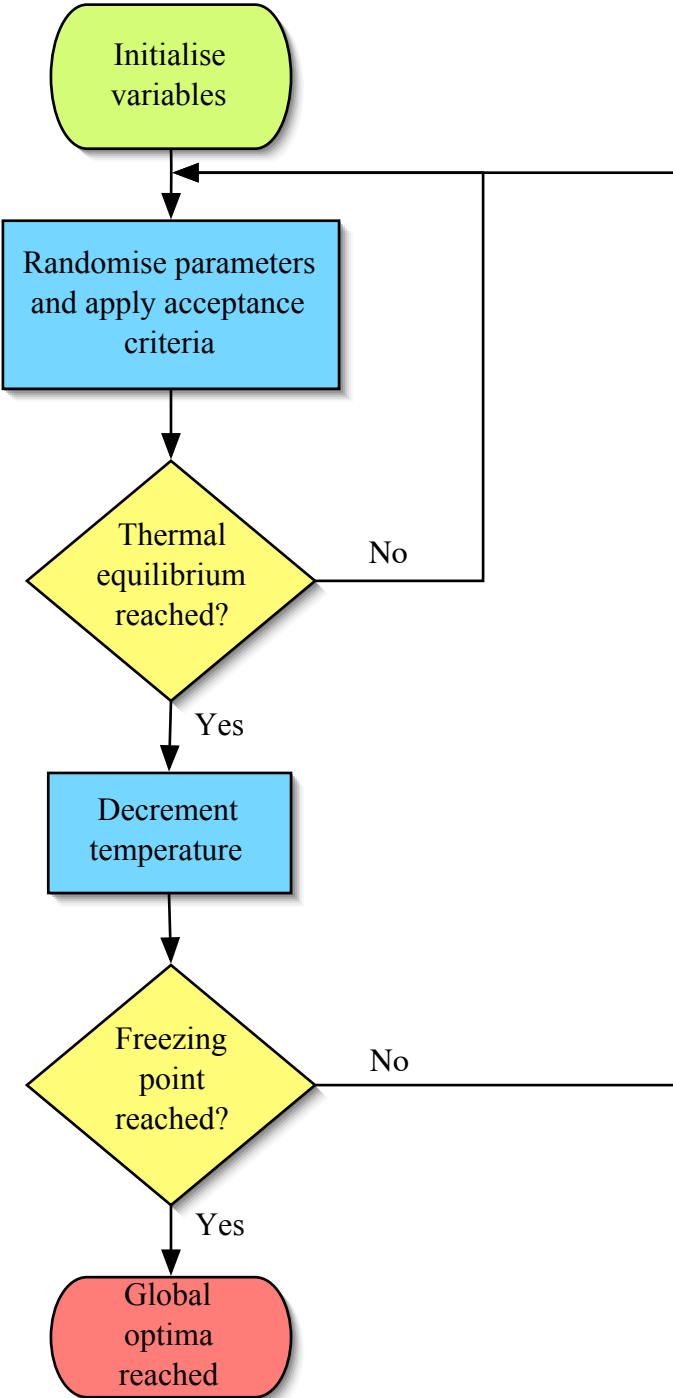 Initialise
variables
Randomise parameters
and apply acceptance
criteria
Thermal
equilibrium
reached?
No
Yes
Decrement
temperature
Freezing
point
reached?
No
Yes
Global
optima
reached